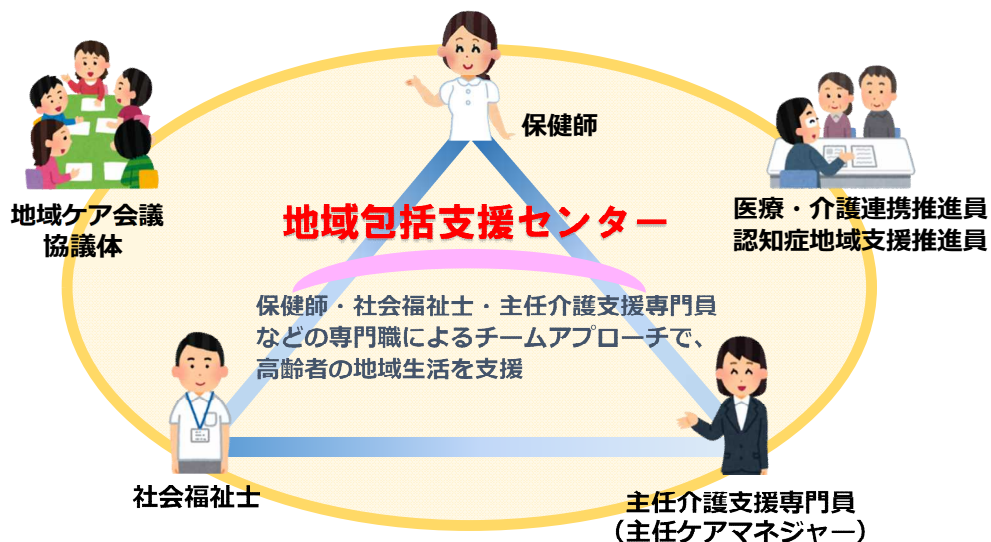 保健師
地域ケア会議
協議体
医療・介護連携推進員
認知症地域支援推進員
地域包括支援センター
保健師・社会福祉士・主任介護支援専門員
などの専門職によるチームアプローチで、
高齢者の地域生活を支援
社会福祉士
主任介護支援専門員
（主任ケアマネジャー）